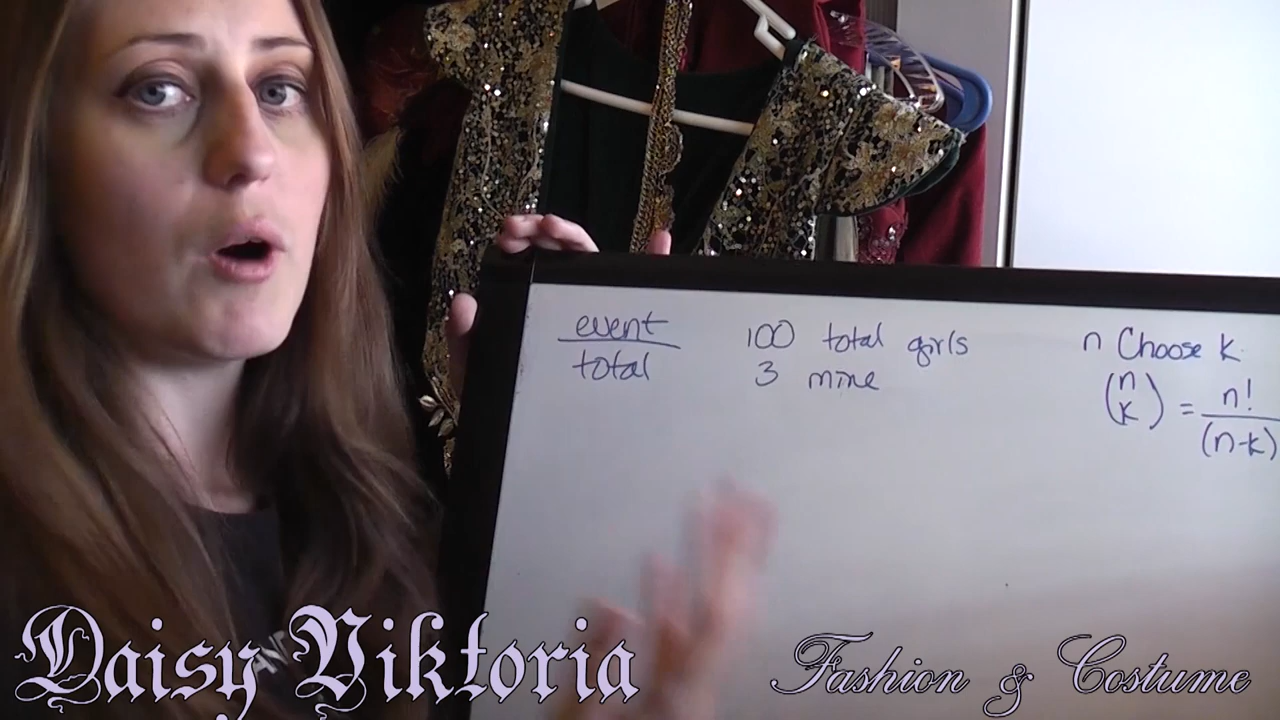 event
total
100 total girls
3 mine
n Choose k
(n
k) = n!
(n-k)
Daisy Viktoria
Fashion & Costume